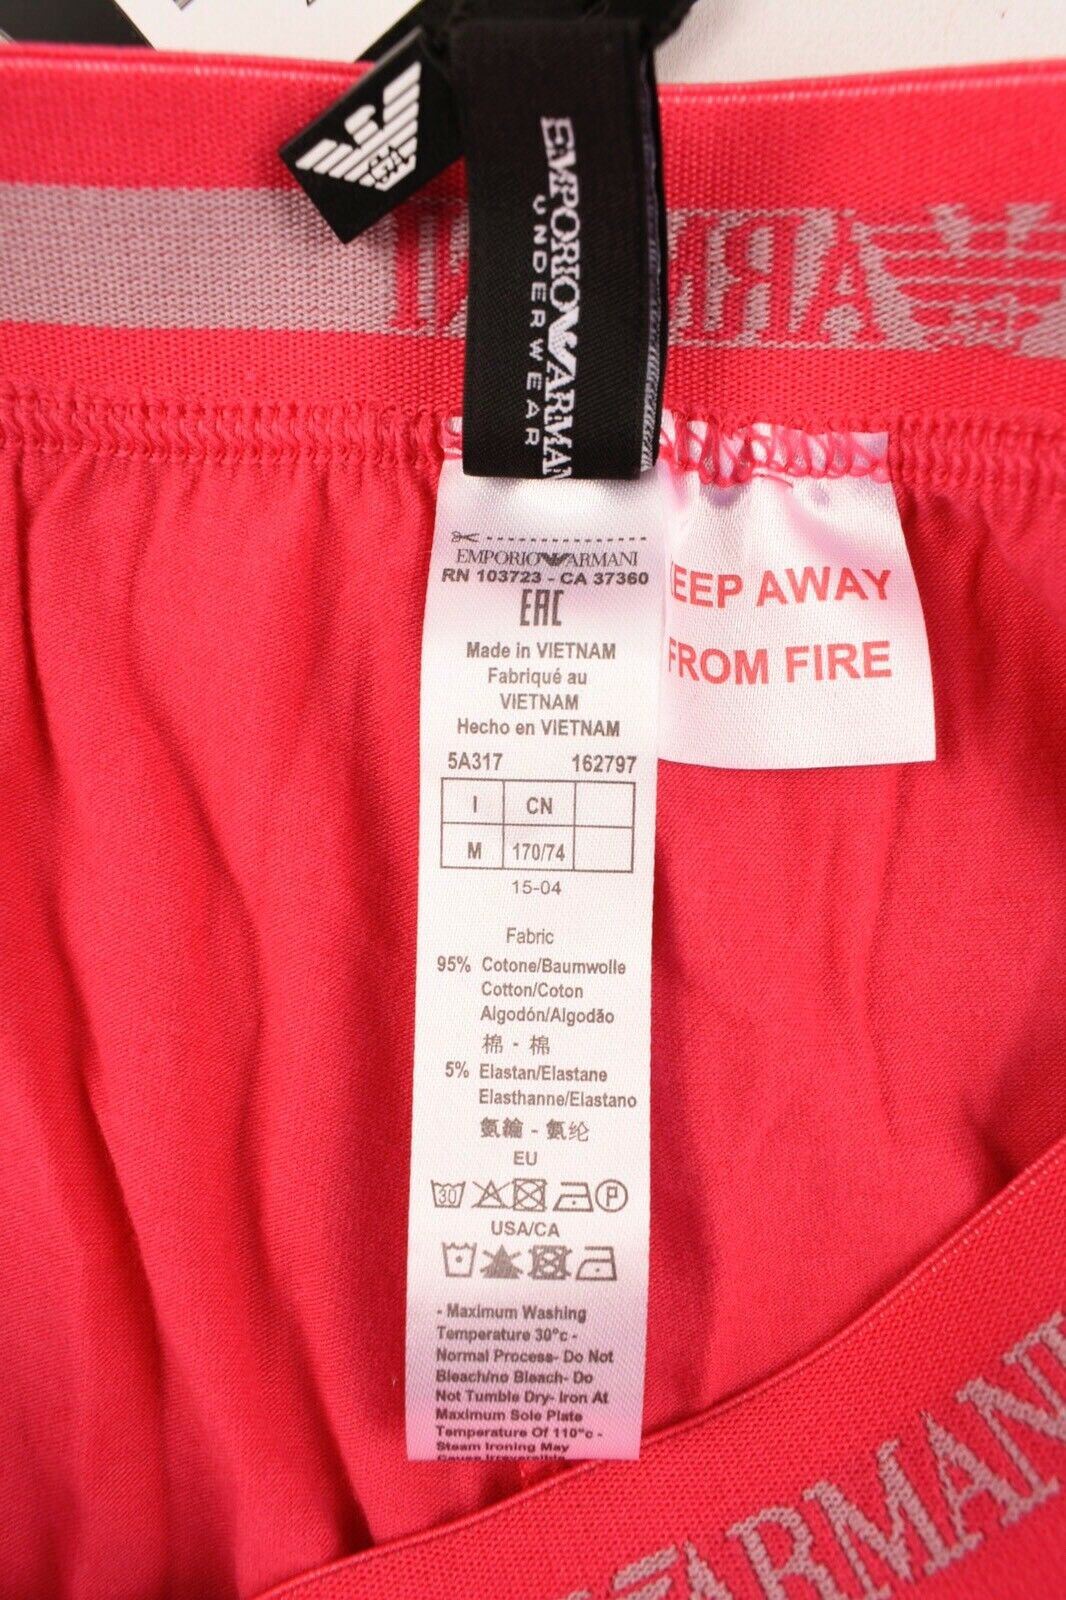 EMPORIO ARMANI
UNDERWEAR
EMPORIO ARMANI
RN 103723 - CA 37360
EAC
Made in VIETNAM
Fabriqué au
VIETNAM
Hecho en VIETNAM
5A317 162797
I CN
M 170/74
15-04
Fabric
95% Cotone/Baumwolle
Cotton/Coton
Algodón/Algodão
棉 - 棉
5% Elastan/Elastane
Elasthanne/Elastano
氨綸 - 氨纶
EU
30 P
USA/CA
- Maximum Washing
Temperature 30°c -
Normal Process- Do Not
Bleach/no Bleach- Do
Not Tumble Dry- Iron At
Maximum Sole Plate
Temperature Of 110°c -
Steam Ironing May
Cause Irreversible
EEP AWAY
FROM FIRE
ARMANI